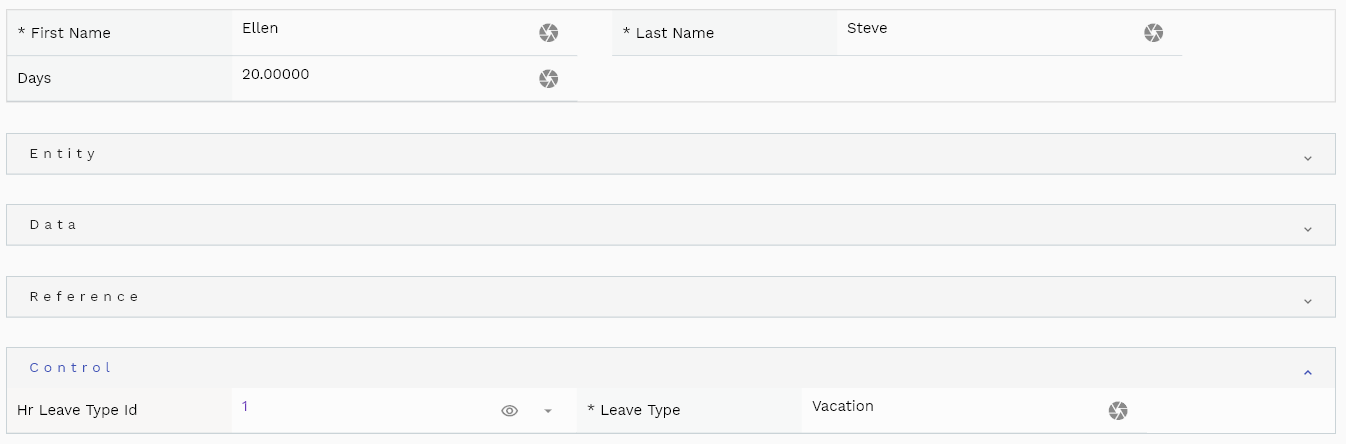 * First Name Ellen * Last Name Steve
Days 20.00000
Entity
Data
Reference
Control
Hr Leave Type Id 1 * Leave Type Vacation